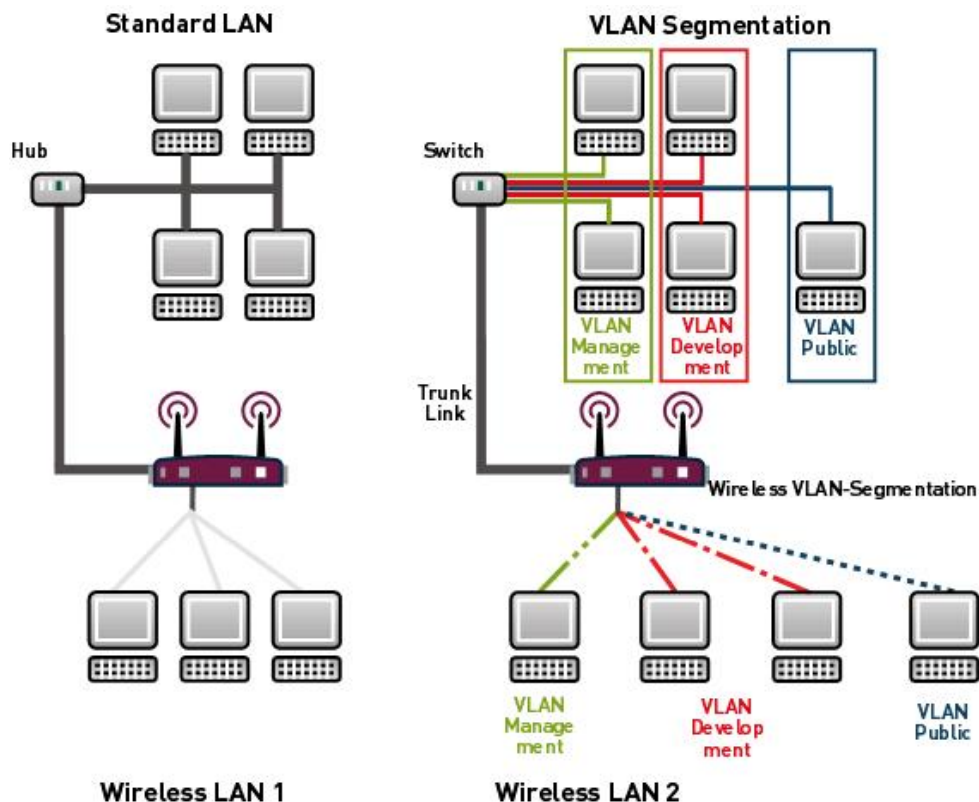 Standard LAN
VLAN Segmentation
Hub
Switch
VLAN
Manage
ment
VLAN
Develop
ment
VLAN
Public
Trunk
Link
Wireless VLAN-Segmentation
VLAN
Manage
ment
VLAN
Develop
ment
VLAN
Public
Wireless LAN 1
Wireless LAN 2